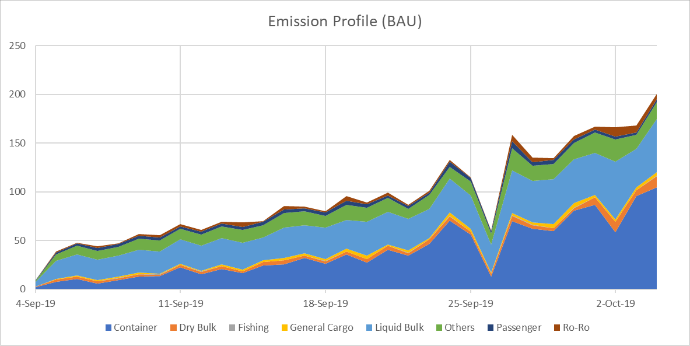 Emission Profile (BAU)
250
200
150
100
50
0
4-Sep-19 11-Sep-19 18-Sep-19 25-Sep-19 2-Oct-19
Container Dry Bulk Fishing General Cargo Liquid Bulk Others Passenger Ro-Ro